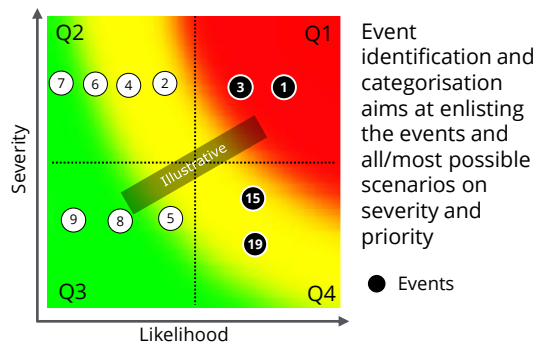 Q2
Q1
7 6 4 2
3 1
Illustrative
9 8 5
15
19
Q3
Q4
Severity
Likelihood
Event
identification and
categorisation
aims at enlisting
the events and
all/most possible
scenarios on
severity and
priority
Events